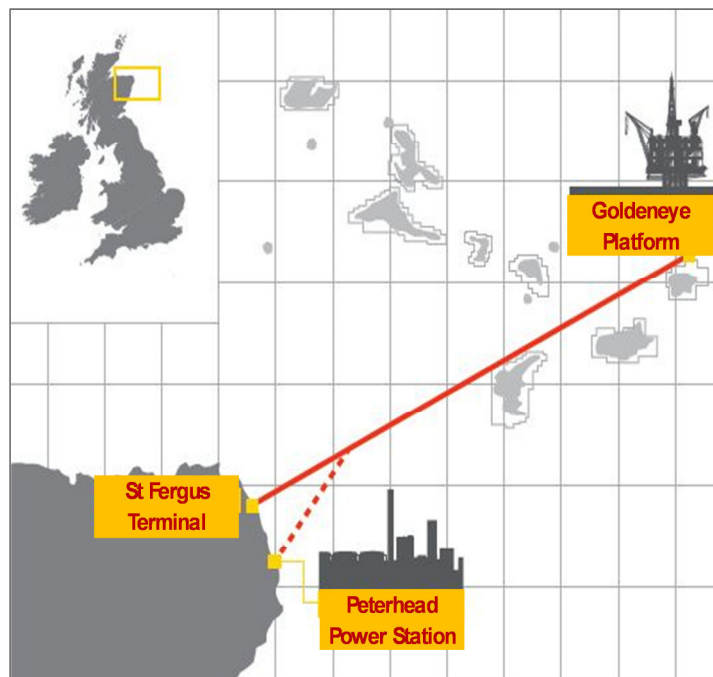 Goldeneye
Platform
St Fergus
Terminal
Peterhead
Power Station